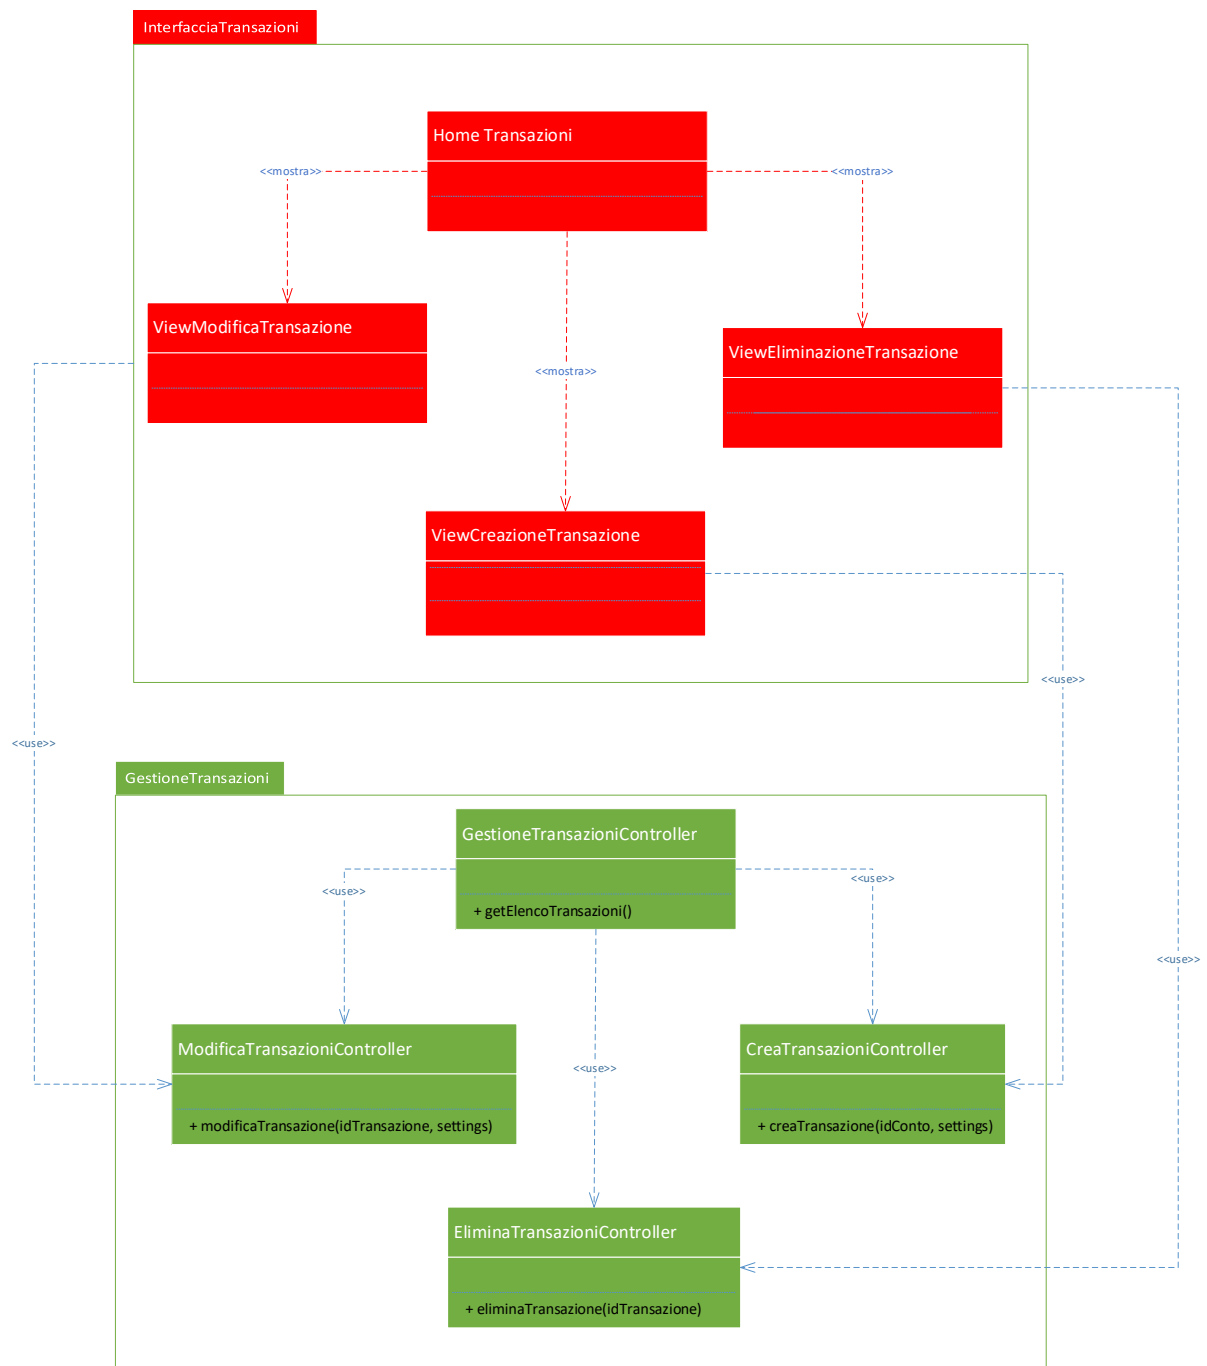 InterfacciaTransazioni
Home Transazioni
<<mostra>>
<<mostra>>
ViewModificaTransazione
ViewEliminazioneTransazione
<<mostra>>
ViewCreazioneTransazione
<<use>>
<<use>>
GestioneTransazioni
GestioneTransazioniController
<<use>>
<<use>>
+ getElencoTransazioni()
<<use>>
ModificaTransazioniController
CreaTransazioniController
<<use>>
+ modificaTransazione(idTransazione, settings)
+ creaTransazione(idConto, settings)
EliminaTransazioniController
+ eliminaTransazione(idTransazione)